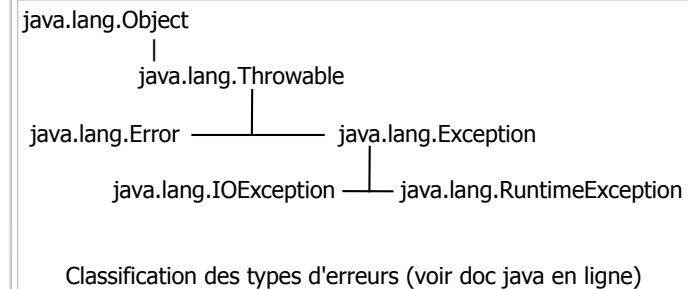 java.lang.Object
java.lang.Throwable
java.lang.Error java.lang.Exception
java.lang.IOException java.lang.RuntimeException
Classification des types d'erreurs (voir doc java en ligne)